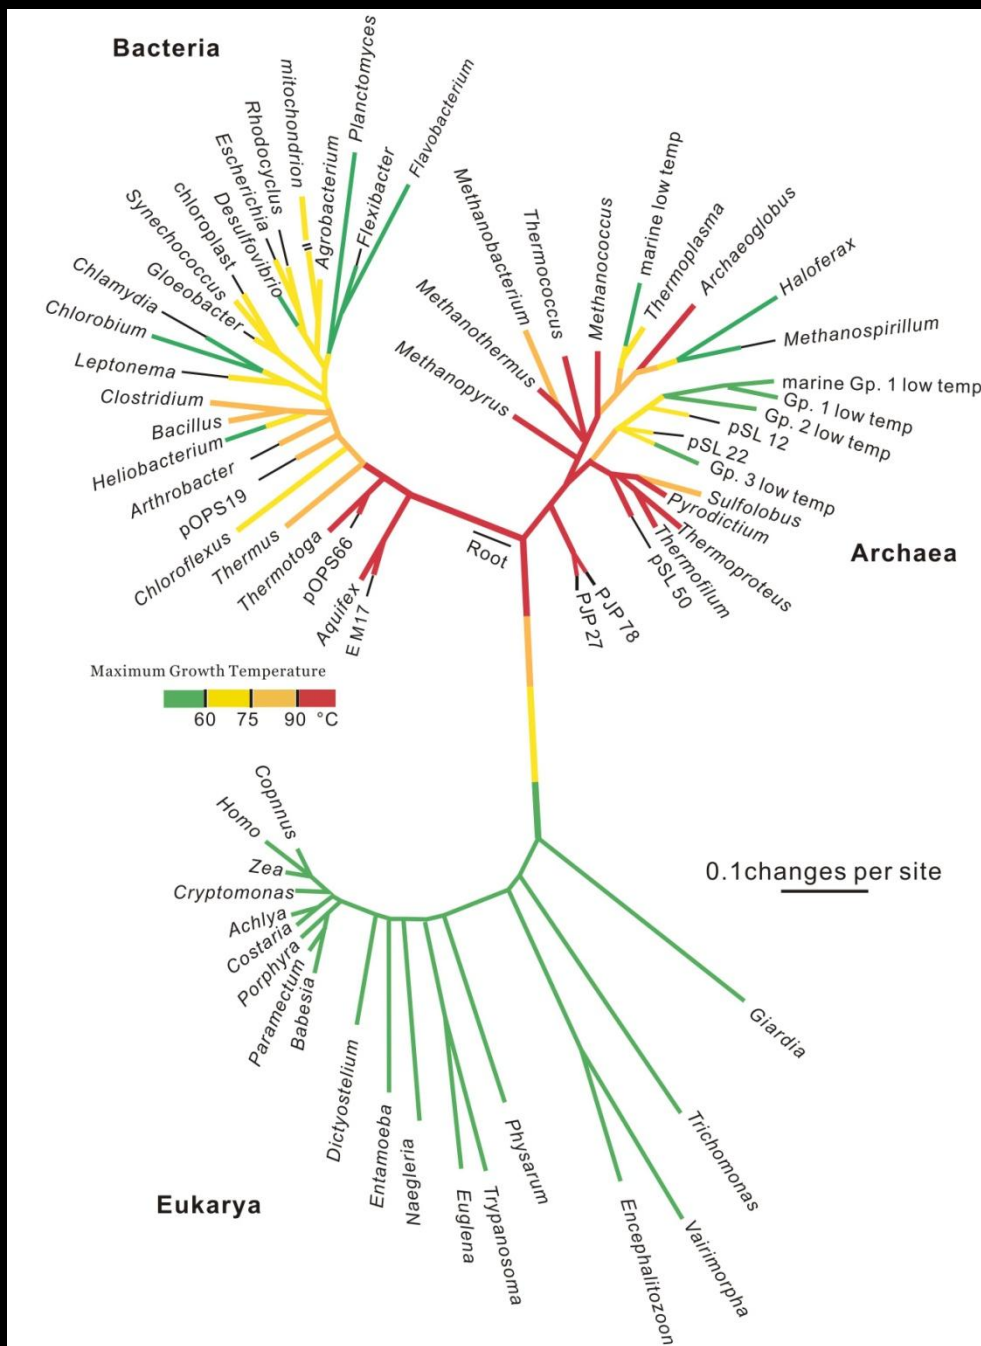 Bacteria
Planctomyces
Flavobacterium
mitochondrion
Rhodocyclus
Escherichia
Agrobacterium
Flexibacter
Desulfovibrio
chloroplast
Synechococcus
Gloeobacter
Chlamydia
Chlorobium
Leptonema
Clostridium
Bacillus
Heliobacterium
Arthrobacter
pOPS19
Chloroflexus
Thermus
Thermotoga
pOPS66
Aquifex
EM17
Root
Methanopyrus
Methanothermus
Methanobacterium
Thermococcus
Methanococcus
marine low temp
Thermoplasma
Archaeoglobus
Haloferax
Methanospirillum
marine Gp. 1 low temp
Gp. 1 low temp
Gp. 2 low temp
pSL 12
pSL 22
Gp. 3 low temp
Sulfolobus
Pyrodictium
Thermoproteus
Thermofilum
pSL 50
PJP 78
PJP 27
Archaea
Maximum Growth Temperature
60 75 90 °C
Copnnus
Homo
Zea
Cryptomonas
Achlya
Costaria
Porphyra
Paramectum
Babesia
Dictyostelium
Entamoeba
Naegleria
Euglena
Trypanosoma
Physarum
Encephalitozoon
Vairimorpha
Trichomonas
Giardia
0.1changes per site
Eukarya